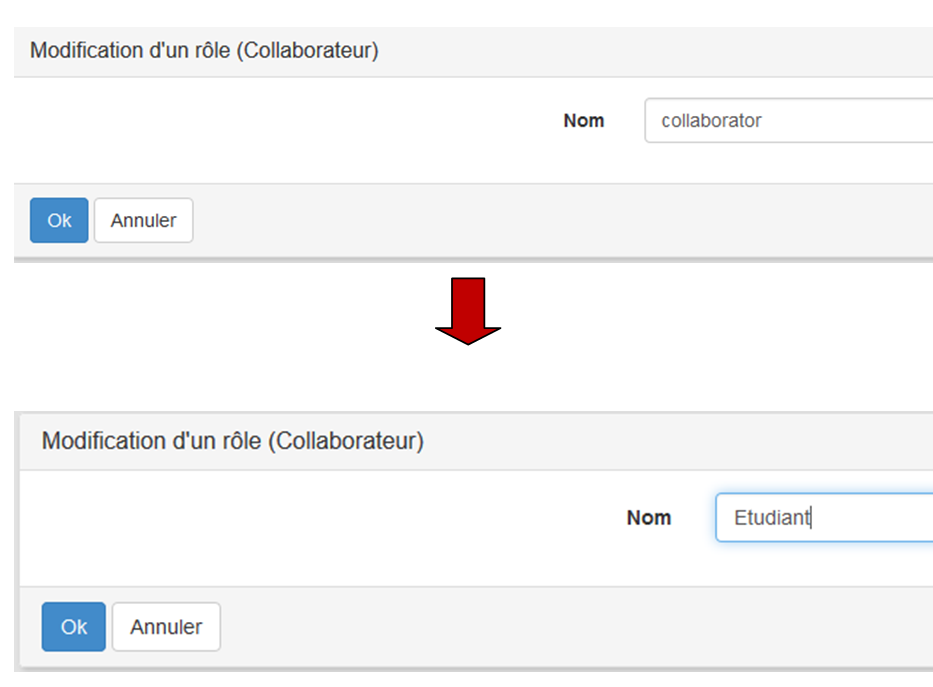 Modification d'un rôle (Collaborateur)
Nom collaborator
Ok Annuler
Modification d'un rôle (Collaborateur)
Nom Etudiant
Ok Annuler